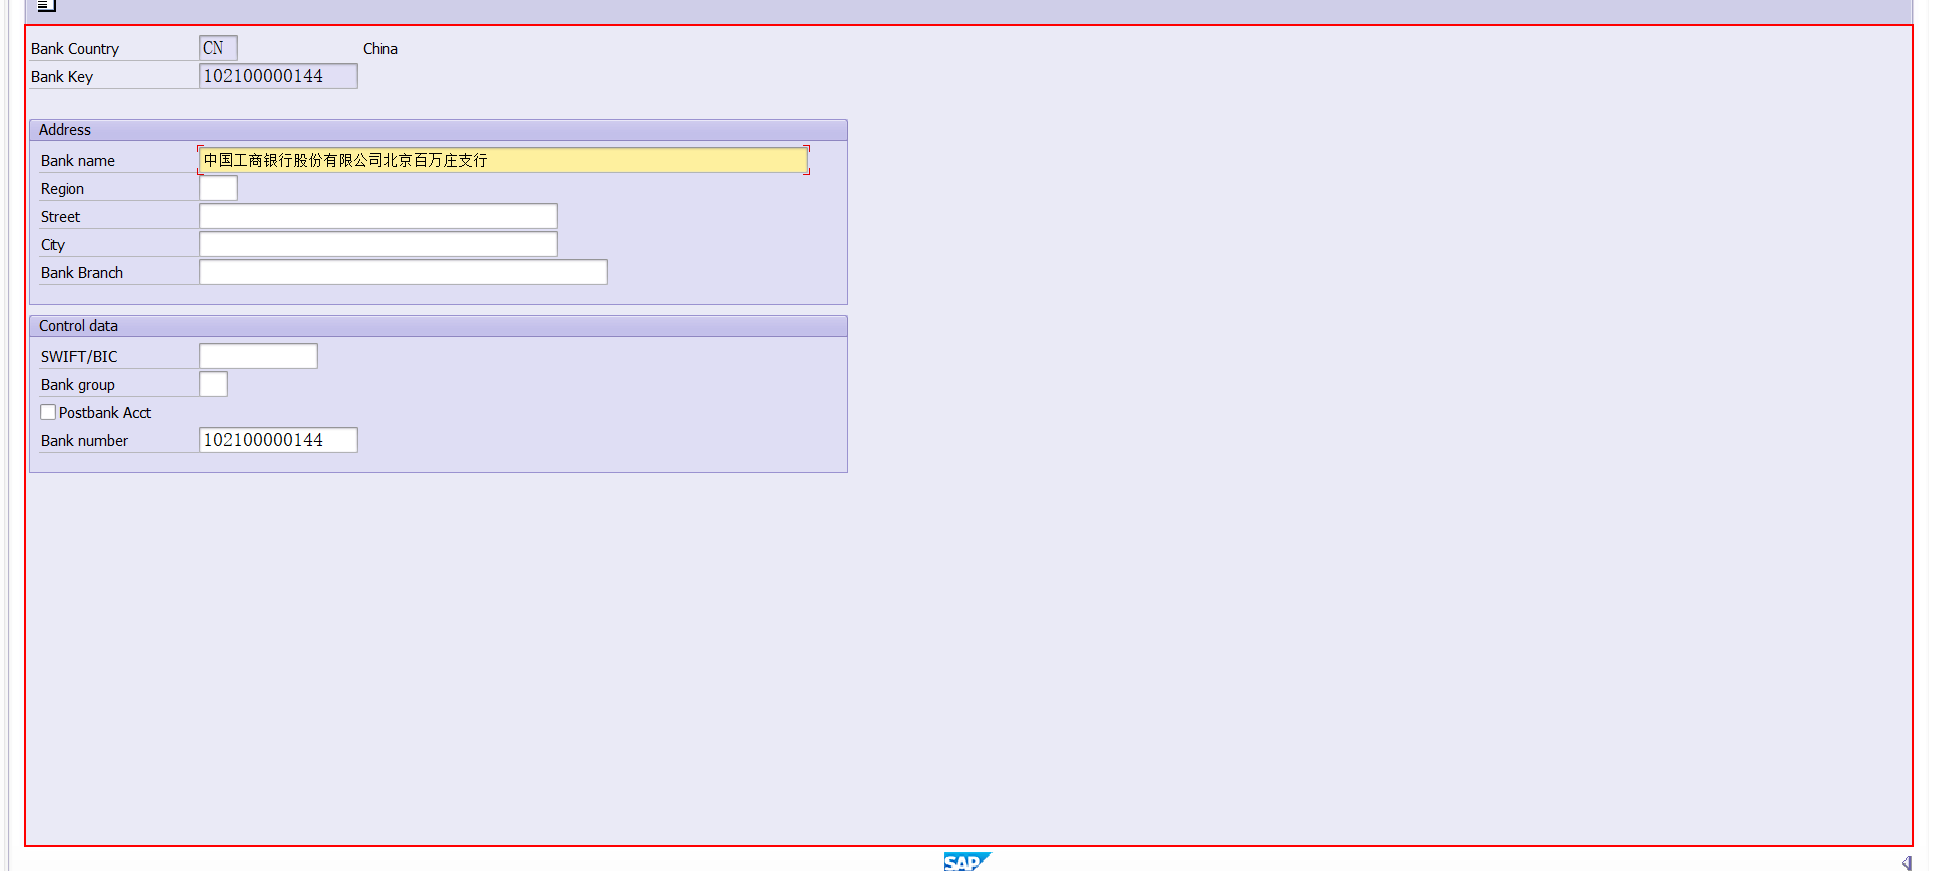 Bank Country CN China
Bank Key 102100000144
Address
Bank name 中国工商银行股份有限公司北京百万庄支行
Region
Street
City
Bank Branch
Control data
SWIFT/BIC
Bank group
Postbank Acct
Bank number 102100000144
SAP